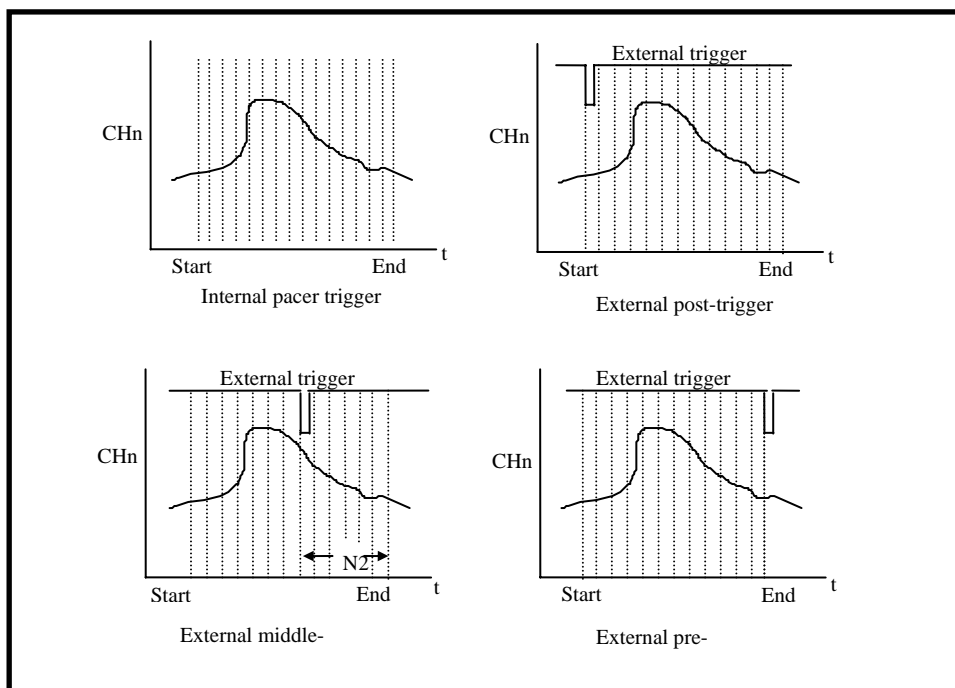 CHn
t
Start End
Internal pacer trigger
External trigger
CHn
t
Start End
External post-trigger
External trigger
CHn
N2
t
Start End
External middle-
External trigger
CHn
t
Start End
External pre-